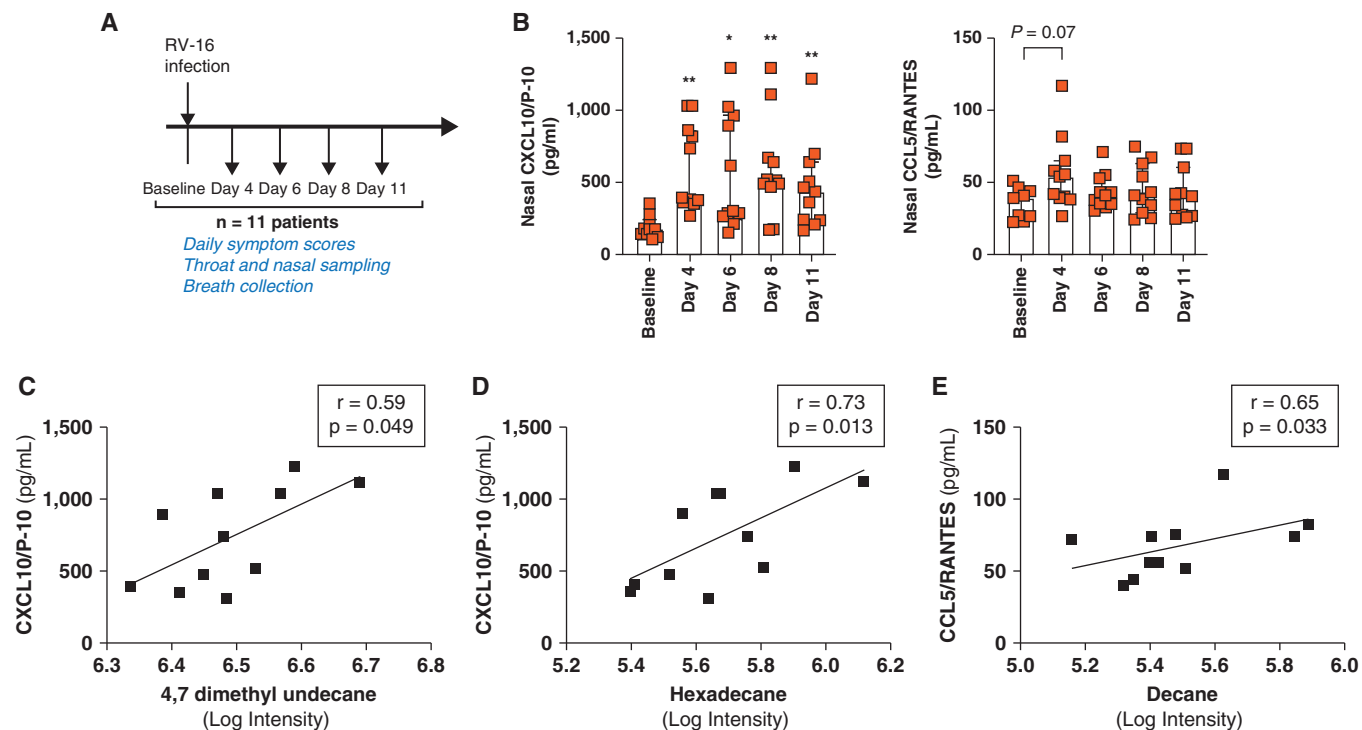 A
RV-16
infection
Baseline Day 4 Day 6 Day 8 Day 11
n = 11 patients
Daily symptom scores
Throat and nasal sampling
Breath collection
B
Nasal CXCL10/P-10
(pg/ml)
1,500
1,000
500
0
**
*
**
**
Baseline
Day 4
Day 6
Day 8
Day 11
Nasal CCL5/RANTES
(pg/mL)
150
100
50
0
P = 0.07
Baseline
Day 4
Day 6
Day 8
Day 11
C
r = 0.59
p = 0.049
CXCL10/P-10 (pg/mL)
1,500
1,000
500
0
6.3 6.4 6.5 6.6 6.7 6.8
4,7 dimethyl undecane
(Log Intensity)
D
r = 0.73
p = 0.013
CXCL10/P-10 (pg/mL)
1,500
1,000
500
0
5.2 5.4 5.6 5.8 6.0 6.2
Hexadecane
(Log Intensity)
E
r = 0.65
p = 0.033
CCL5/RANTES (pg/mL)
150
100
50
0
5.0 5.2 5.4 5.6 5.8 6.0
Decane
(Log Intensity)